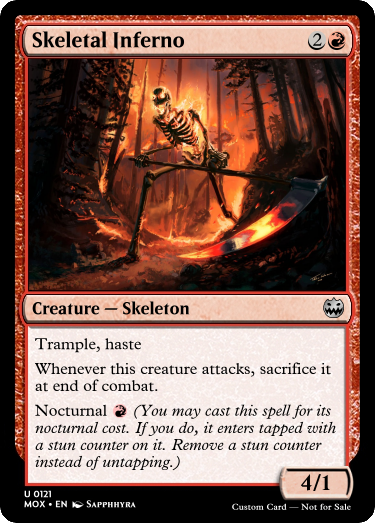 Skeletal Inferno 2
Creature — Skeleton
Trample, haste
Whenever this creature attacks, sacrifice it
at end of combat.
Nocturnal (You may cast this spell for its
nocturnal cost. If you do, it enters tapped with
a stun counter on it. Remove a stun counter
instead of untapping.)
4/1
U 0121
MOX • EN Sapphhyra
Custom Card — Not for Sale